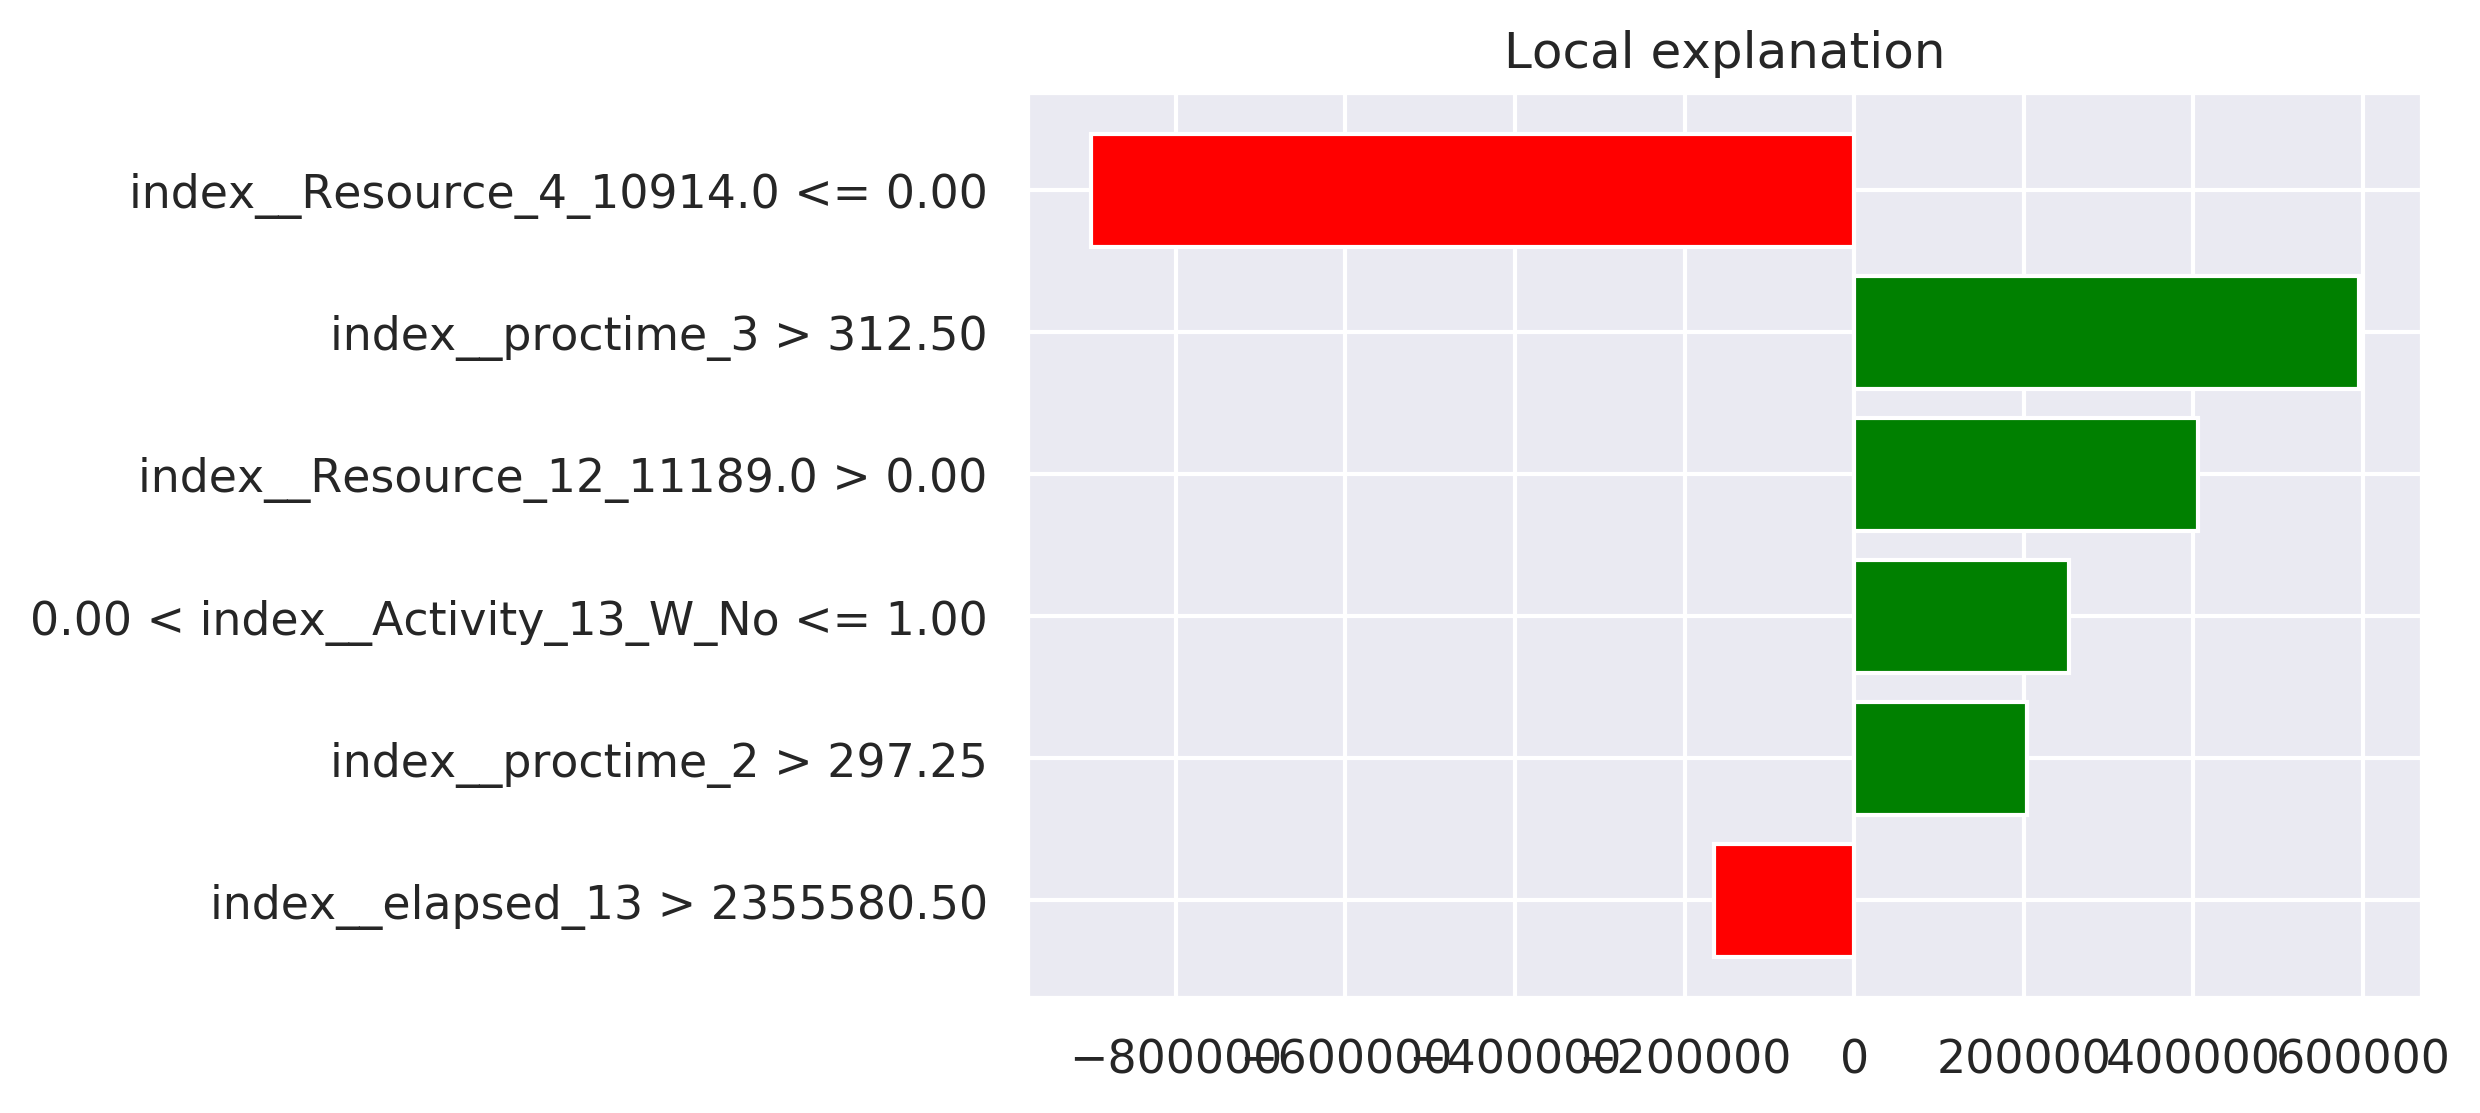 Local explanation
index__Resource_4_10914.0 <= 0.00
index__proctime_3 > 312.50
index__Resource_12_11189.0 > 0.00
0.00 < index__Activity_13_W_No <= 1.00
index__proctime_2 > 297.25
index__elapsed_13 > 2355580.50
−800000 −600000 −400000 −200000 0 200000 400000 600000